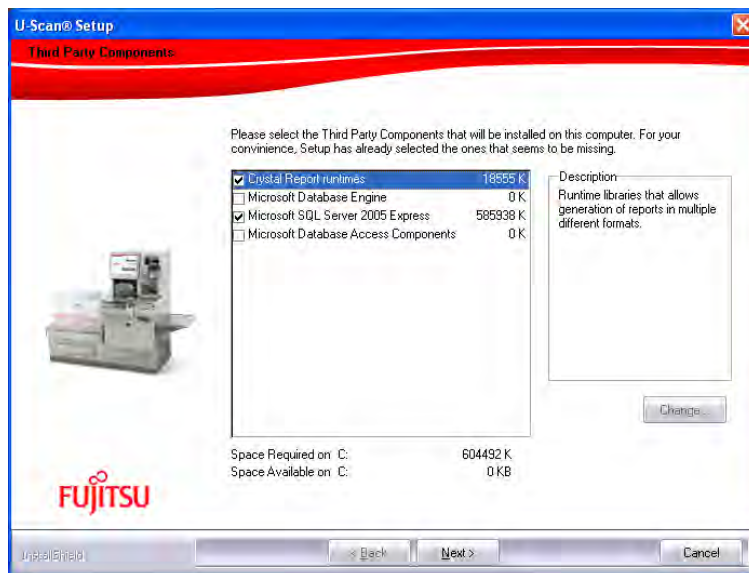 U-Scan® Setup
Third Party Components
Please select the Third Party Components that will be installed on this computer. For your
convinience, Setup has already selected the ones that seems to be missing.
Crystal Report runtimes 18555 K
Microsoft Database Engine 0 K
Microsoft SQL Server 2005 Express 585938 K
Microsoft Database Access Components 0 K
Description
Runtime libraries that allows
generation of reports in multiple
different formats.
Change...
Space Required on C: 604492 K
Space Available on C: 0 KB
FUJITSU
InstallShield
< Back Next > Cancel